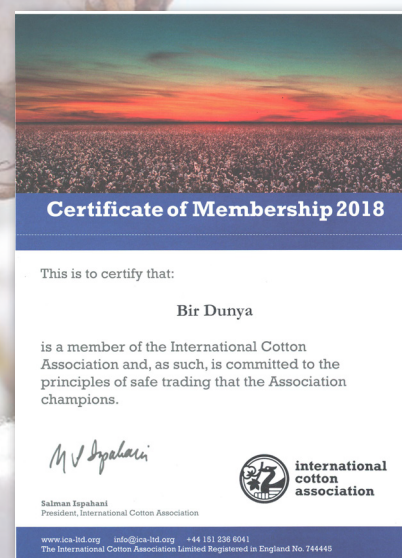 Certificate of Membership 2018
This is to certify that:
Bir Dunya
is a member of the International Cotton
Association and, as such, is committed to the
principles of safe trading that the Association
champions.
Salman Ispahani
President, International Cotton Association
international
cotton
association
www.ica-ltd.org info@ica-ltd.org +44 151 236 6041
The International Cotton Association Limited Registered in England No. 744445